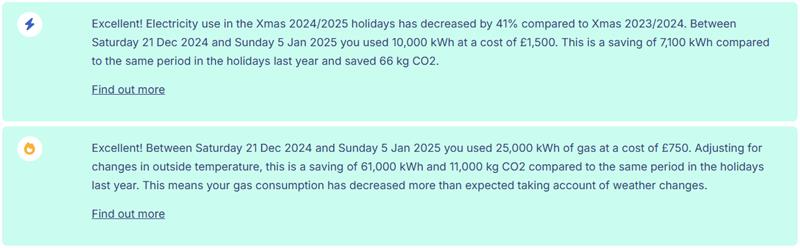 Excellent! Electricity use in the Xmas 2024/2025 holidays has decreased by 41% compared to Xmas 2023/2024. Between
Saturday 21 Dec 2024 and Sunday 5 Jan 2025 you used 10,000 kWh at a cost of £1,500. This is a saving of 7,100 kWh compared
to the same period in the holidays last year and saved 66 kg CO2.
Find out more
Excellent! Between Saturday 21 Dec 2024 and Sunday 5 Jan 2025 you used 25,000 kWh of gas at a cost of £750. Adjusting for
changes in outside temperature, this is a saving of 61,000 kWh and 11,000 kg CO2 compared to the same period in the holidays
last year. This means your gas consumption has decreased more than expected taking account of weather changes.
Find out more